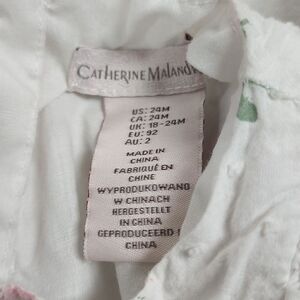 CATHERINE MALAND
US: 24M
CA: 24M
UK: 18-24M
EU: 92
AU: 2
MADE IN
CHINA
FABRIQUÉ EN
CHINE
WYPRODUKOWANO
W CHINACH
HERGESTELLT
IN CHINA
GEPRODUCEERD
CHINA